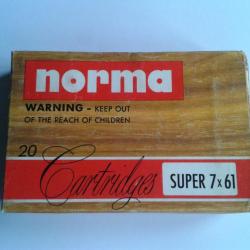 norma
WARNING - KEEP OUT
OF THE REACH OF CHILDREN
20
Cartridges SUPER 7x61